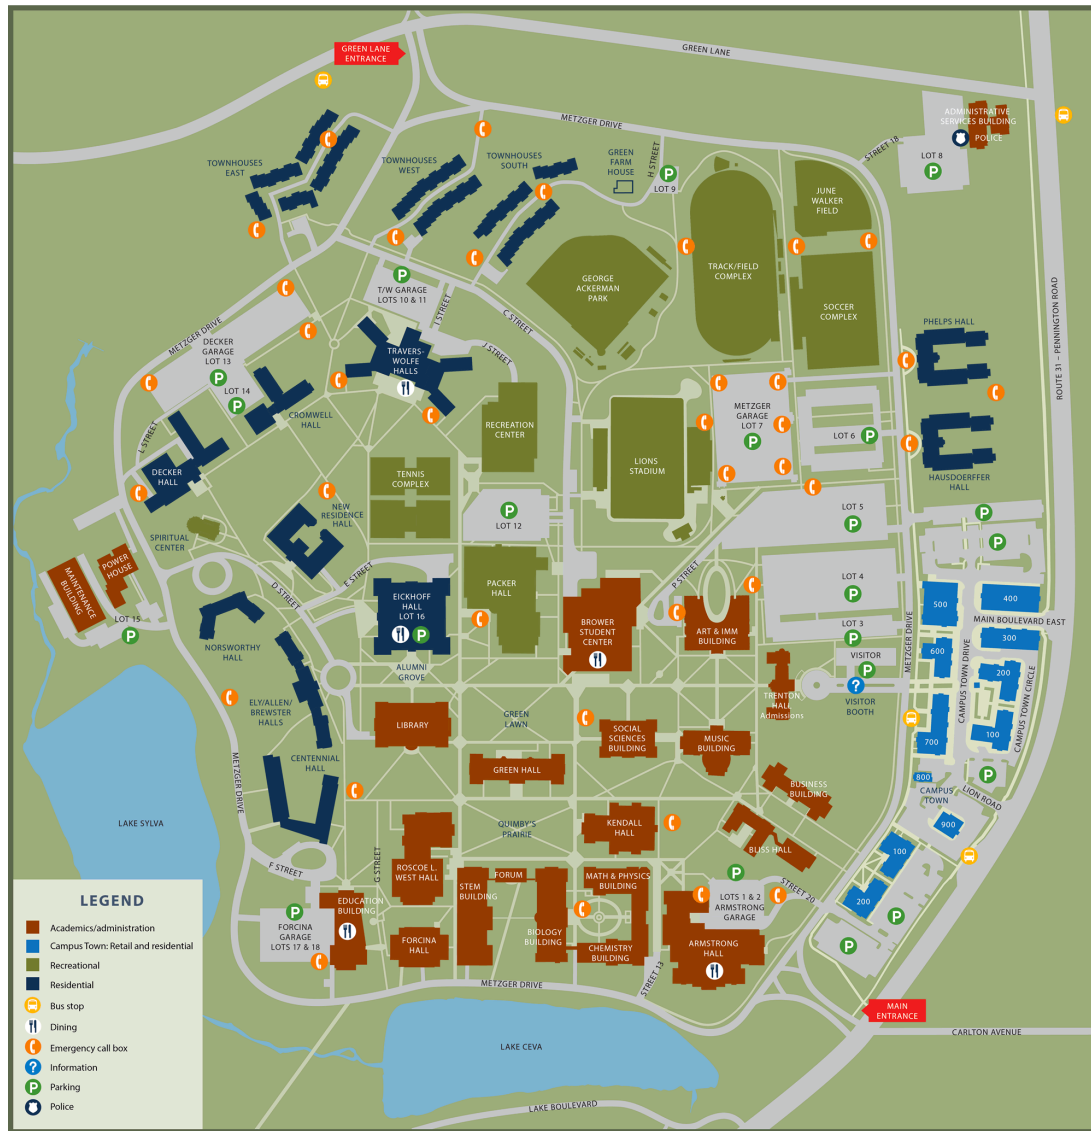 GREEN LANE
ENTRANCE
GREEN LANE
METZGER DRIVE
STREET 1B
ADMINISTRATIVE
SERVICES BUILDING
POLICE
LOT 8
P
TOWNHOUSES
EAST
TOWNHOUSES
WEST
TOWNHOUSES
SOUTH
GREEN
FARM
HOUSE
H STREET
P
LOT 9
JUNE
WALKER
FIELD
P
T/W GARAGE
LOTS 10 & 11
I STREET
C STREET
J STREET
GEORGE
ACKERMAN
PARK
TRACK/FIELD
COMPLEX
SOCCER
COMPLEX
ROUTE 31 – PENNINGTON ROAD
METZGER DRIVE
DECKER
GARAGE
LOT 13
P
LOT 14
P
TRAVERS-
WOLFE
HALLS
CROMWELL
HALL
L STREET
DECKER
HALL
RECREATION
CENTER
LIONS
STADIUM
METZGER
GARAGE
LOT 7
P
LOT 6
P
PHELPS HALL
HAUSDOERFFER
HALL
TENNIS
COMPLEX
NEW
RESIDENCE
HALL
SPIRITUAL
CENTER
P
LOT 12
LOT 5
P
P
P
MAINTENANCE
BUILDING
POWER
HOUSE
LOT 15
P
D STREET
E STREET
EICKHOFF
HALL
LOT 16
P
PACKER
HALL
BROWER
STUDENT
CENTER
P STREET
ART & IMM
BUILDING
LOT 4
P
LOT 3
P
VISITOR
P
?
VISITOR
BOOTH
METZGER DRIVE
500
400
MAIN BOULEVARD EAST
300
600
200
100
700
800
CAMPUS TOWN DRIVE
CAMPUS TOWN CIRCLE
P
LION ROAD
CAMPUS
TOWN
900
100
200
P
P
NORSWORTHY
HALL
ELY/ALLEN/
BREWSTER
HALLS
ALUMNI
GROVE
LIBRARY
GREEN
LAWN
TRENTON
HALL
Admissions
SOCIAL
SCIENCES
BUILDING
MUSIC
BUILDING
GREEN HALL
BUSINESS
BUILDING
CENTENNIAL
HALL
METZGER DRIVE
LAKE SYLVA
QUIMBY'S
PRAIRIE
KENDALL
HALL
BLISS HALL
F STREET
G STREET
ROSCOE L.
WEST HALL
STEM
BUILDING
FORUM
MATH & PHYSICS
BUILDING
P
LOTS 1 & 2
ARMSTRONG
GARAGE
STREET 20
EDUCATION
BUILDING
P
FORCINA
GARAGE
LOTS 17 & 18
FORCINA
HALL
BIOLOGY
BUILDING
CHEMISTRY
BUILDING
ARMSTRONG
HALL
STREET 13
METZGER DRIVE
LAKE CEVA
MAIN
ENTRANCE
CARLTON AVENUE
LAKE BOULEVARD
LEGEND
Academics/administration
Campus Town: Retail and residential
Recreational
Residential
Bus stop
Dining
Emergency call box
? Information
P Parking
Police